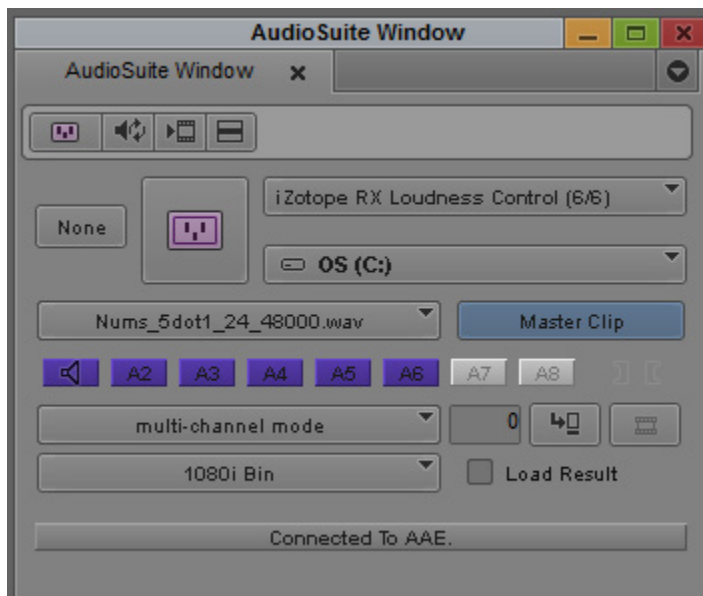 AudioSuite Window
AudioSuite Window
iZotope RX Loudness Control (6/6)
None
OS (C:)
Nums_5dot1_24_48000.wav Master Clip
A2 A3 A4 A5 A6 A7 A8
multi-channel mode 0
1080i Bin Load Result
Connected To AAE.